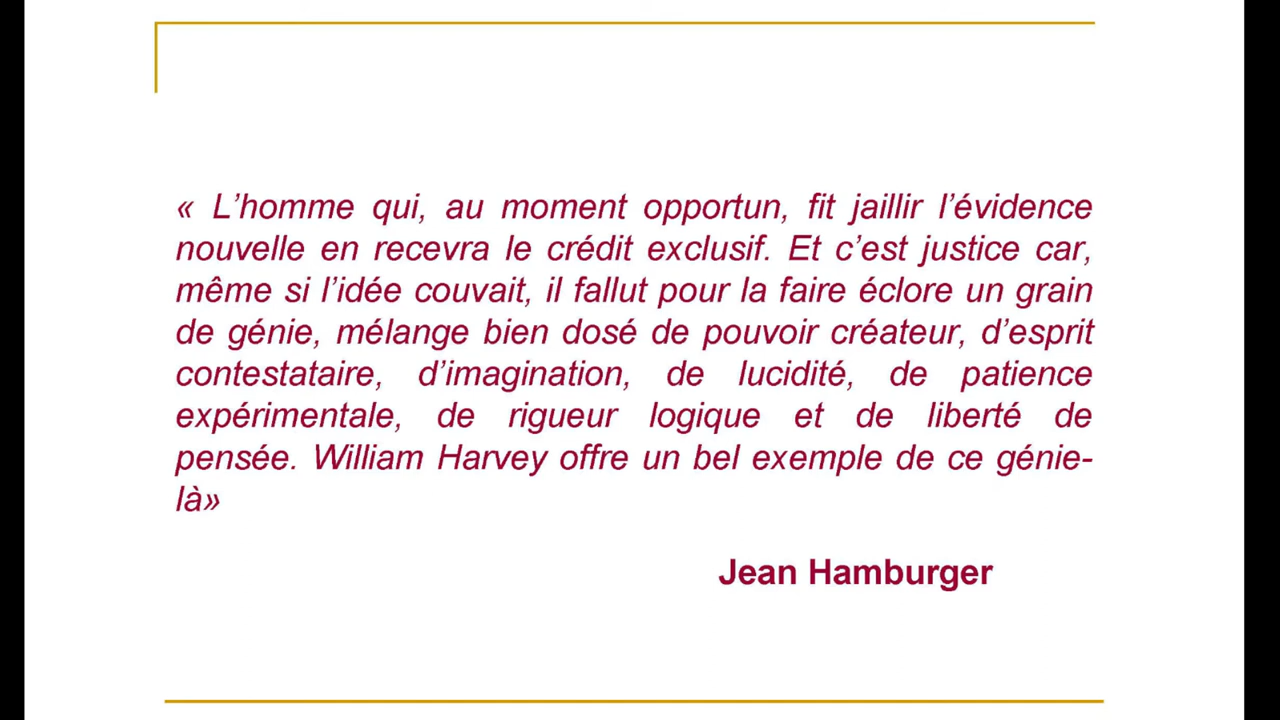 « L’homme qui, au moment opportun, fit jaillir l’évidence
nouvelle en recevra le crédit exclusif. Et c’est justice car,
même si l’idée couvait, il fallut pour la faire éclore un grain
de génie, mélange bien dosé de pouvoir créateur, d’esprit
contestataire, d’imagination, de lucidité, de patience
expérimentale, de rigueur logique et de liberté de
pensée. William Harvey offre un bel exemple de ce génie-
là»
Jean Hamburger